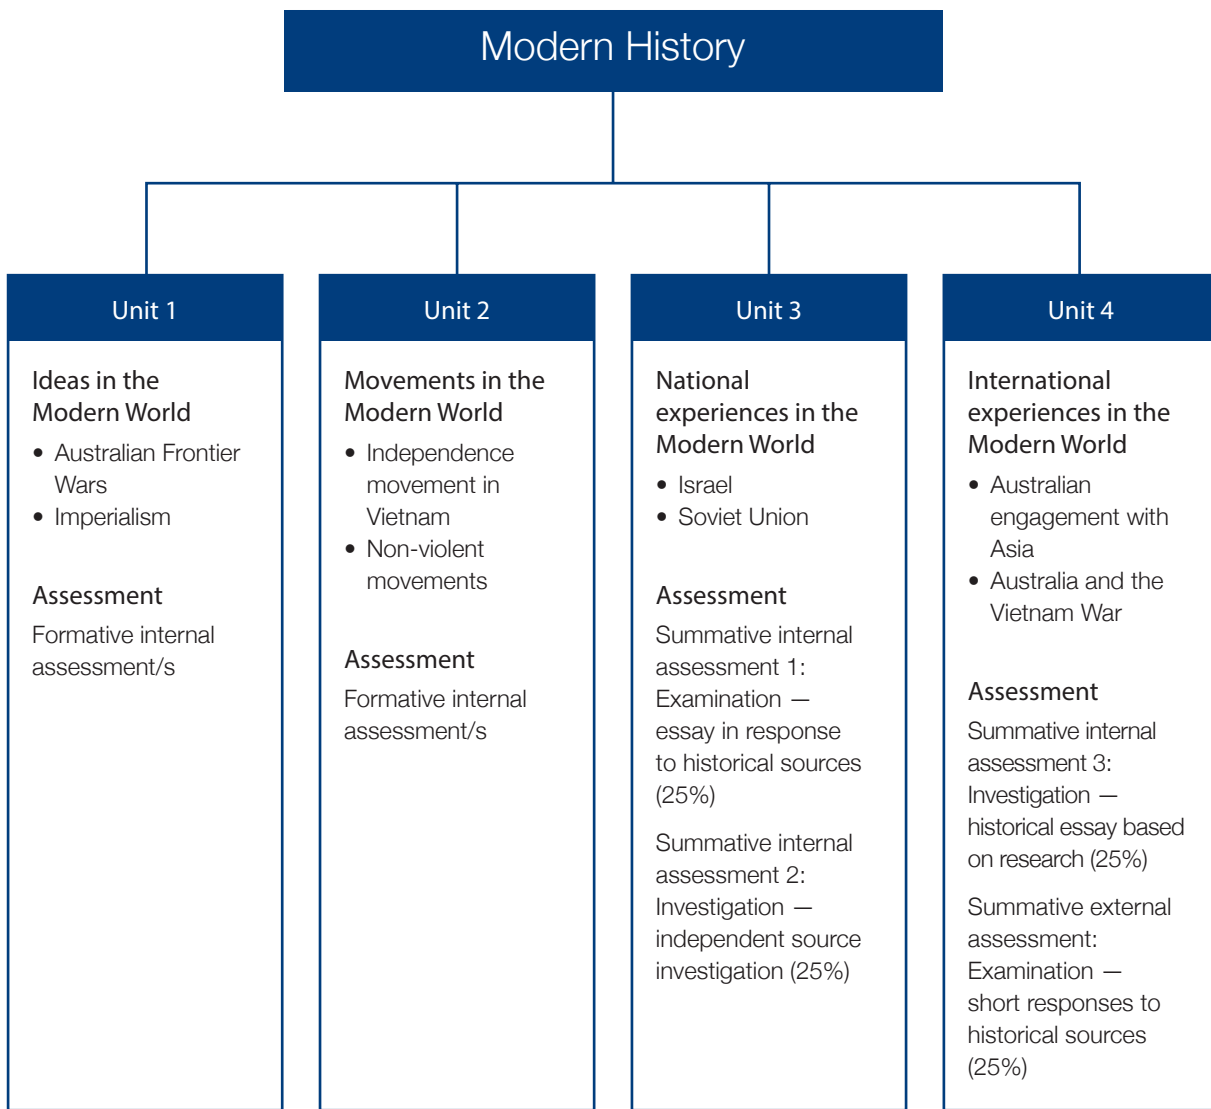 Modern History
Unit 1
Ideas in the
Modern World
• Australian Frontier
Wars
• Imperialism
Assessment
Formative internal
assessment/s
Unit 2
Movements in the
Modern World
• Independence
movement in
Vietnam
• Non-violent
movements
Assessment
Formative internal
assessment/s
Unit 3
National
experiences in the
Modern World
• Israel
• Soviet Union
Assessment
Summative internal
assessment 1:
Examination —
essay in response
to historical sources
(25%)
Summative internal
assessment 2:
Investigation —
independent source
investigation (25%)
Unit 4
International
experiences in the
Modern World
• Australian
engagement with
Asia
• Australia and the
Vietnam War
Assessment
Summative internal
assessment 3:
Investigation —
historical essay based
on research (25%)
Summative external
assessment:
Examination —
short responses to
historical sources
(25%)